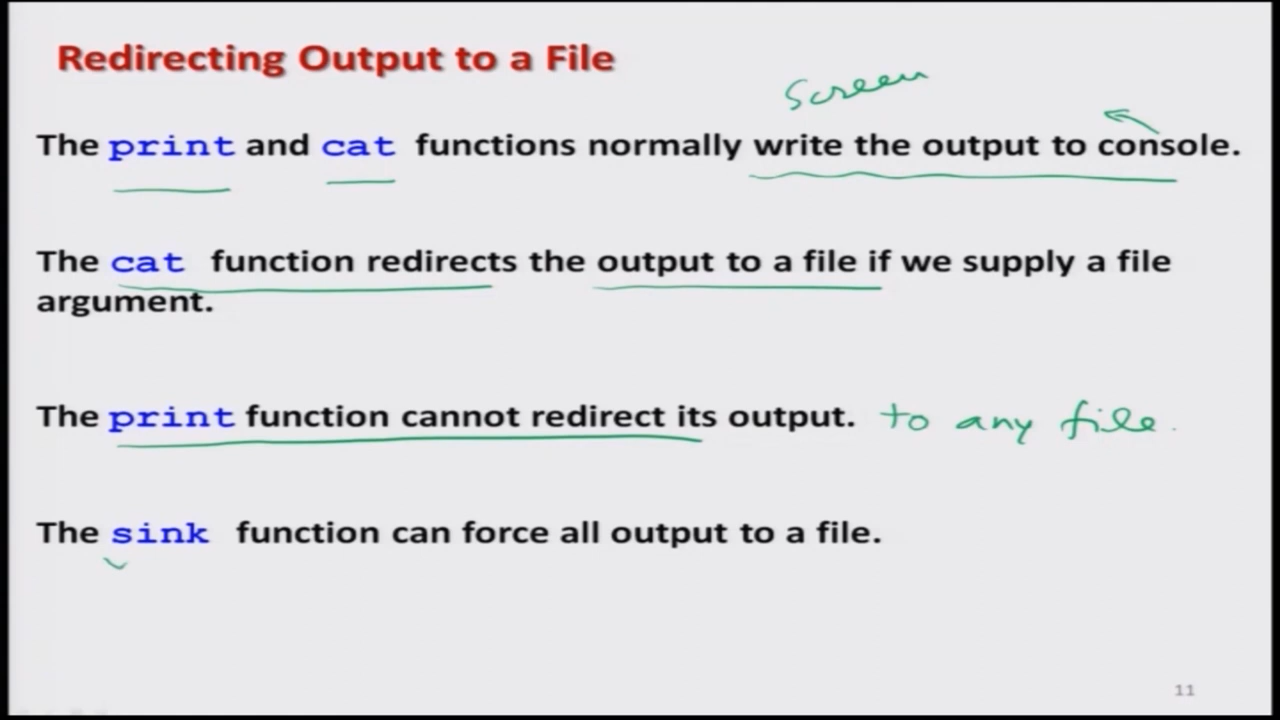 Redirecting Output to a File
Screen
The print and cat functions normally write the output to console.
The cat function redirects the output to a file if we supply a file
argument.
The print function cannot redirect its output. to any file.
The sink function can force all output to a file.
11